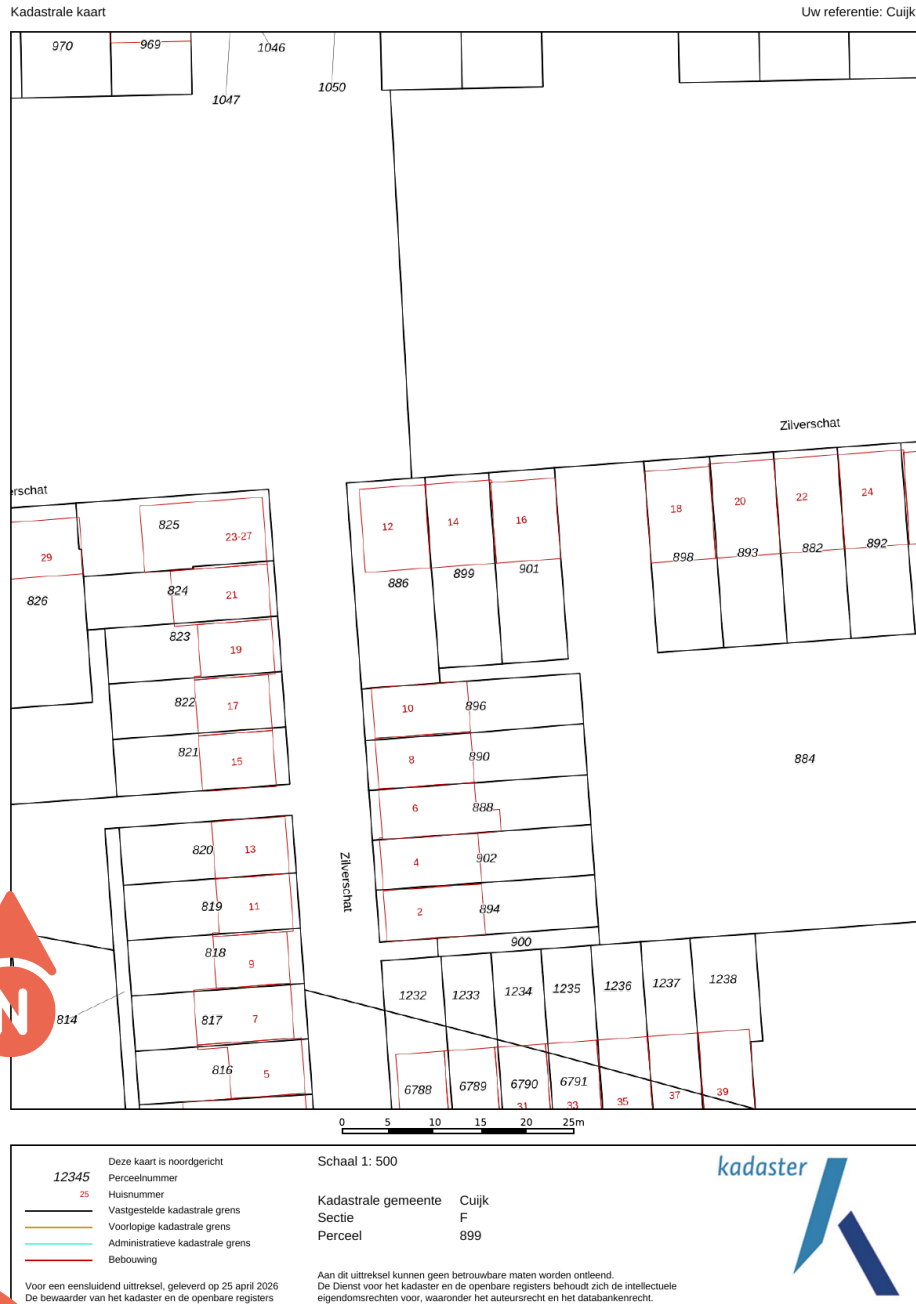 Kadastrale kaart
Uw referentie: Cuijk
970
969
1046
1047
1050
Zilverschat
erschat
825
23-27
29
826
824
21
823
19
822
17
821
15
12
14
16
886
899
901
18
20
22
24
898
893
882
892
10
896
8
890
6
888
4
902
2
894
900
884
Zilverschat
820
13
819
11
818
9
817
7
816
5
814
N
1232
1233
1234
1235
1236
1237
1238
6788
6789
6790
6791
31
33
35
37
39
0 5 10 15 20 25m
Deze kaart is noordgericht
12345 Perceelnummer
25 Huisnummer
Vastgestelde kadastrale grens
Voorlopige kadastrale grens
Administratieve kadastrale grens
Bebouwing
Voor een eensluidend uittreksel, geleverd op 25 april 2026
De bewaarder van het kadaster en de openbare registers
Schaal 1: 500
Kadastrale gemeente Cuijk
Sectie F
Perceel 899
Aan dit uittreksel kunnen geen betrouwbare maten worden ontleend.
De Dienst voor het kadaster en de openbare registers behoudt zich de intellectuele
eigendomsrechten voor, waaronder het auteursrecht en het databankenrecht.
kadaster